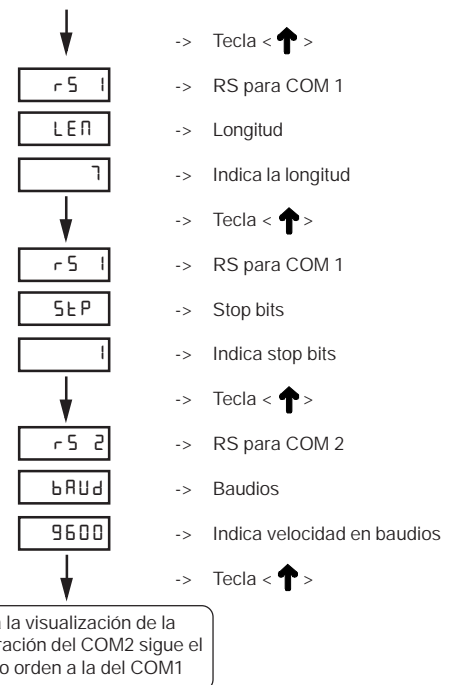 -> Tecla < ↑ >
rS 1 -> RS para COM 1
LEN -> Longitud
7 -> Indica la longitud
-> Tecla < ↑ >
rS 1 -> RS para COM 1
StP -> Stop bits
1 -> Indica stop bits
-> Tecla < ↑ >
rS 2 -> RS para COM 2
bAUd -> Baudios
9600 -> Indica velocidad en baudios
-> Tecla < ↑ >
la visualización de la
ración del COM2 sigue el
o orden a la del COM1